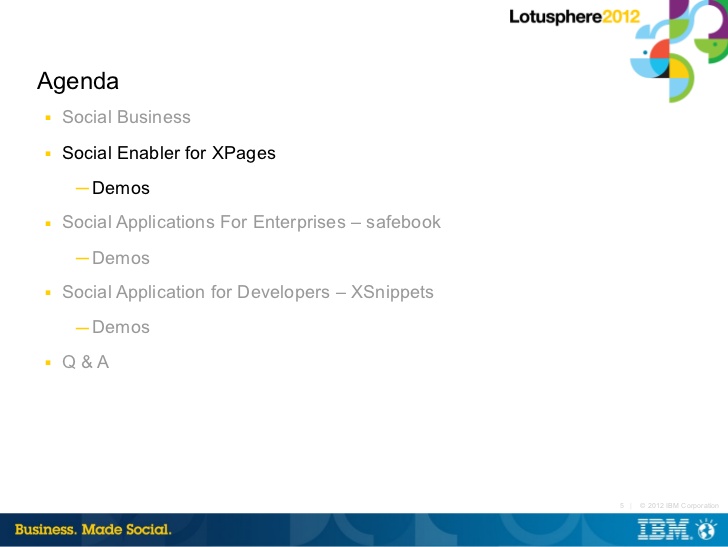 Lotusphere2012
Agenda
▪ Social Business
▪ Social Enabler for XPages
—Demos
▪ Social Applications For Enterprises – safebook
—Demos
▪ Social Application for Developers – XSnippets
—Demos
▪ Q & A
5 | © 2012 IBM Corporation
Business. Made Social.
IBM.